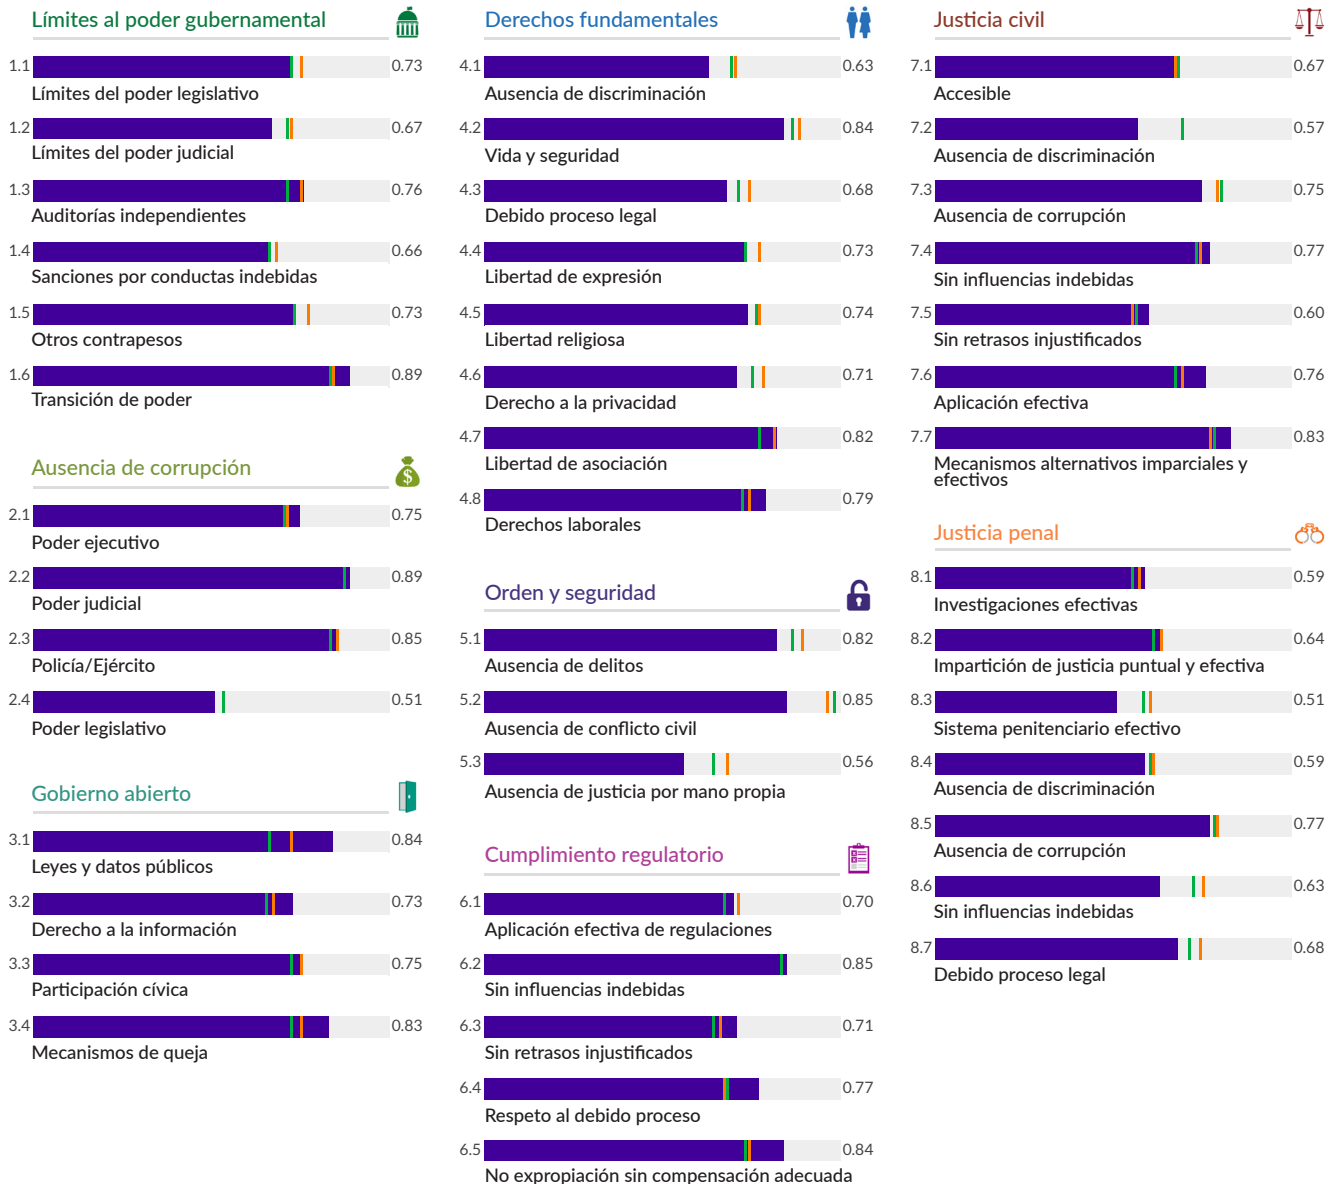 Límites al poder gubernamental
1.1 0.73
Límites del poder legislativo
1.2 0.67
Límites del poder judicial
1.3 0.76
Auditorías independientes
1.4 0.66
Sanciones por conductas indebidas
1.5 0.73
Otros contrapesos
1.6 0.89
Transición de poder
Ausencia de corrupción
$
2.1 0.75
Poder ejecutivo
2.2 0.89
Poder judicial
2.3 0.85
Policía/Ejército
2.4 0.51
Poder legislativo
Gobierno abierto
3.1 0.84
Leyes y datos públicos
3.2 0.73
Derecho a la información
3.3 0.75
Participación cívica
3.4 0.83
Mecanismos de queja
Derechos fundamentales
4.1 0.63
Ausencia de discriminación
4.2 0.84
Vida y seguridad
4.3 0.68
Debido proceso legal
4.4 0.73
Libertad de expresión
4.5 0.74
Libertad religiosa
4.6 0.71
Derecho a la privacidad
4.7 0.82
Libertad de asociación
4.8 0.79
Derechos laborales
Orden y seguridad
5.1 0.82
Ausencia de delitos
5.2 0.85
Ausencia de conflicto civil
5.3 0.56
Ausencia de justicia por mano propia
Cumplimiento regulatorio
6.1 0.70
Aplicación efectiva de regulaciones
6.2 0.85
Sin influencias indebidas
6.3 0.71
Sin retrasos injustificados
6.4 0.77
Respeto al debido proceso
6.5 0.84
No expropiación sin compensación adecuada
Justicia civil
7.1 0.67
Accesible
7.2 0.57
Ausencia de discriminación
7.3 0.75
Ausencia de corrupción
7.4 0.77
Sin influencias indebidas
7.5 0.60
Sin retrasos injustificados
7.6 0.76
Aplicación efectiva
7.7 0.83
Mecanismos alternativos imparciales y
efectivos
Justicia penal
8.1 0.59
Investigaciones efectivas
8.2 0.64
Impartición de justicia puntual y efectiva
8.3 0.51
Sistema penitenciario efectivo
8.4 0.59
Ausencia de discriminación
8.5 0.77
Ausencia de corrupción
8.6 0.63
Sin influencias indebidas
8.7 0.68
Debido proceso legal